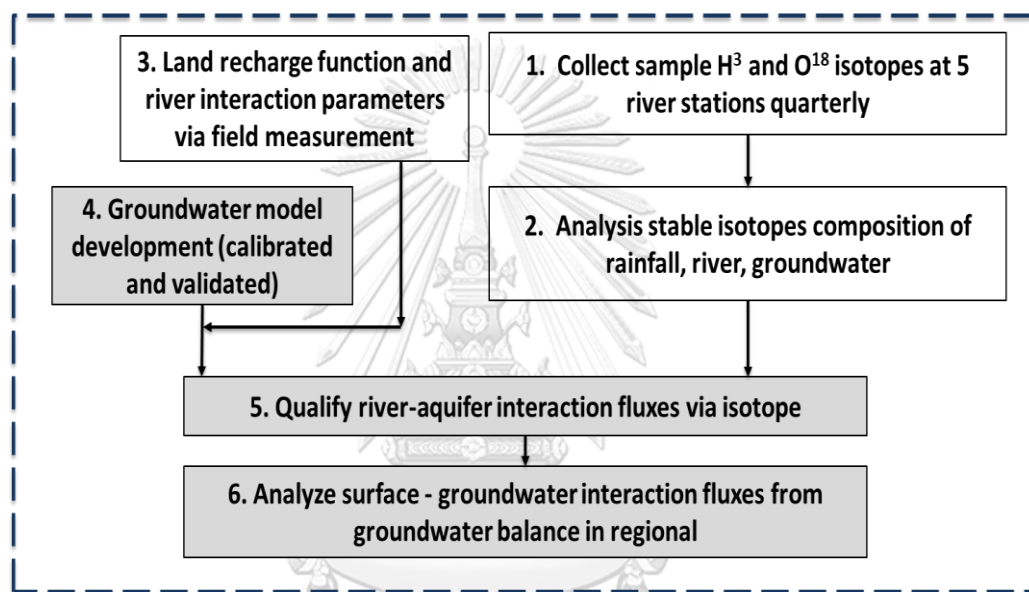 3. Land recharge function and
river interaction parameters
via field measurement
1. Collect sample H³ and O¹⁸ isotopes at 5
river stations quarterly
4. Groundwater model
development (calibrated
and validated)
2. Analysis stable isotopes composition of
rainfall, river, groundwater
5. Qualify river-aquifer interaction fluxes via isotope
6. Analyze surface - groundwater interaction fluxes from
groundwater balance in regional